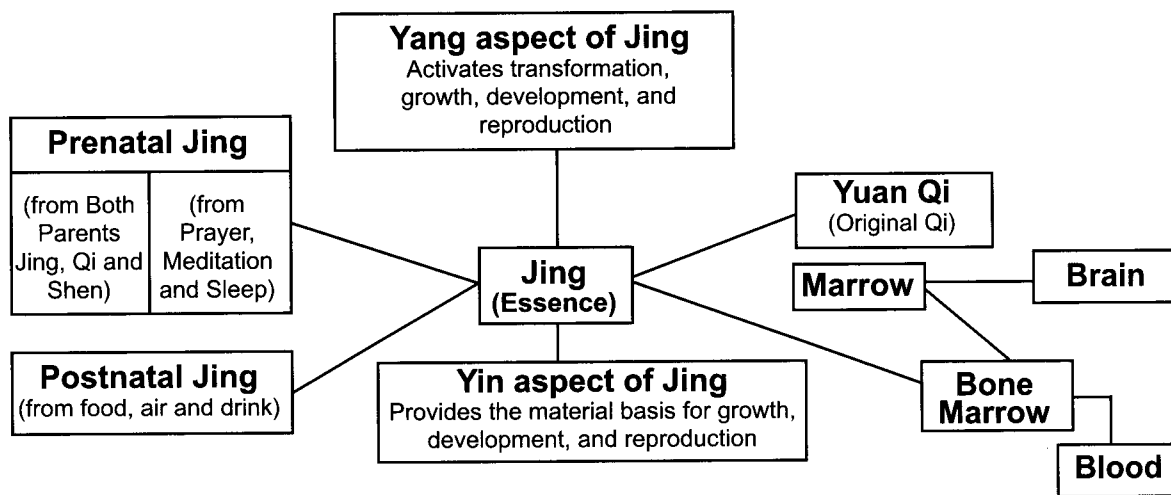 Yang aspect of Jing
Activates transformation,
growth, development, and
reproduction
Prenatal Jing
(from Both
Parents
Jing, Qi and
Shen)
(from
Prayer,
Meditation
and Sleep)
Postnatal Jing
(from food, air and drink)
Jing
(Essence)
Yin aspect of Jing
Provides the material basis for growth,
development, and reproduction
Yuan Qi
(Original Qi)
Marrow
Brain
Bone
Marrow
Blood